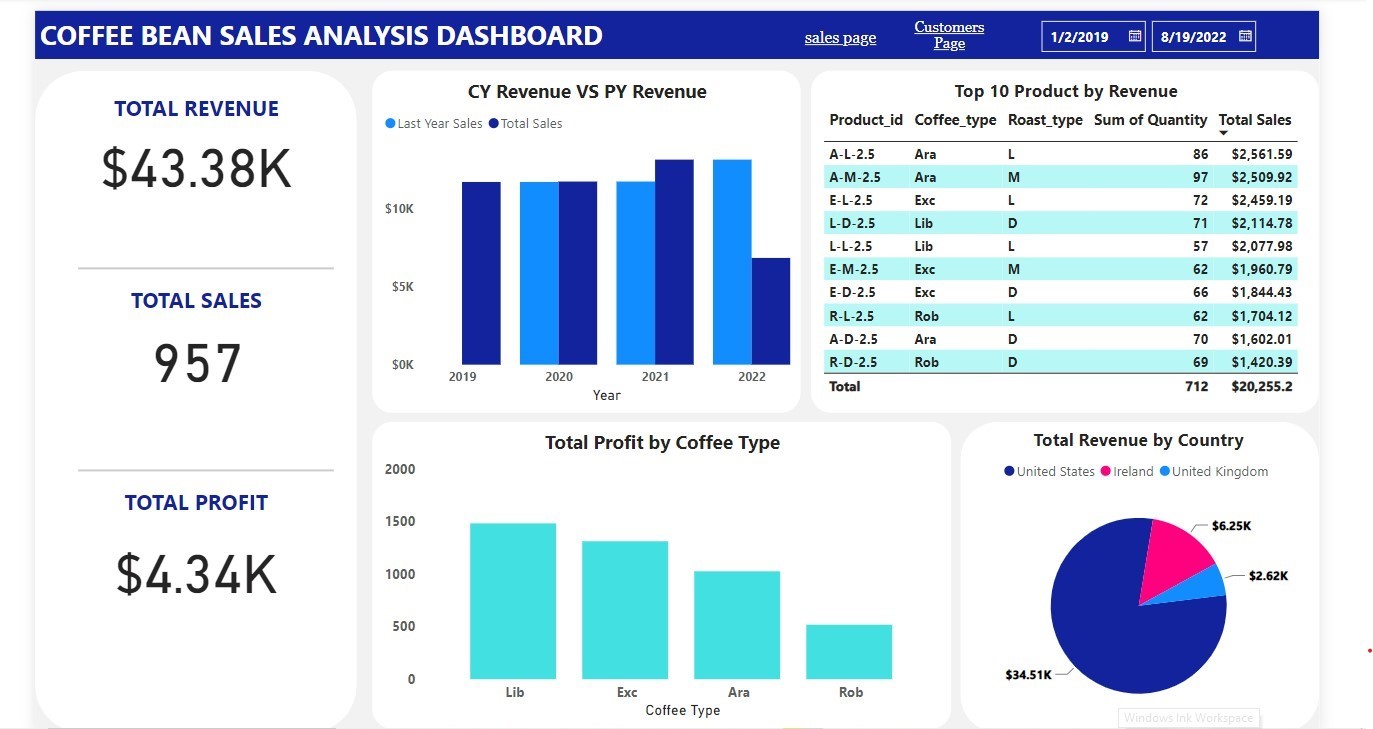 COFFEE BEAN SALES ANALYSIS DASHBOARD
sales page
Customers
Page
1/2/2019
8/19/2022
TOTAL REVENUE
$43.38K
TOTAL SALES
957
TOTAL PROFIT
$4.34K
CY Revenue VS PY Revenue
Last Year Sales Total Sales
$10K
$5K
$0K
2019 2020 2021 2022
Year
Top 10 Product by Revenue
Product_id Coffee_type Roast_type Sum of Quantity Total Sales
A-L-2.5 Ara L 86 $2,561.59
A-M-2.5 Ara M 97 $2,509.92
E-L-2.5 Exc L 72 $2,459.19
L-D-2.5 Lib D 71 $2,114.78
L-L-2.5 Lib L 57 $2,077.98
E-M-2.5 Exc M 62 $1,960.79
E-D-2.5 Exc D 66 $1,844.43
R-L-2.5 Rob L 62 $1,704.12
A-D-2.5 Ara D 70 $1,602.01
R-D-2.5 Rob D 69 $1,420.39
Total 712 $20,255.2
Total Profit by Coffee Type
2000
1500
1000
500
0
Lib Exc Ara Rob
Coffee Type
Total Revenue by Country
United States Ireland United Kingdom
$6.25K
$2.62K
$34.51K
Windows Ink Workspace